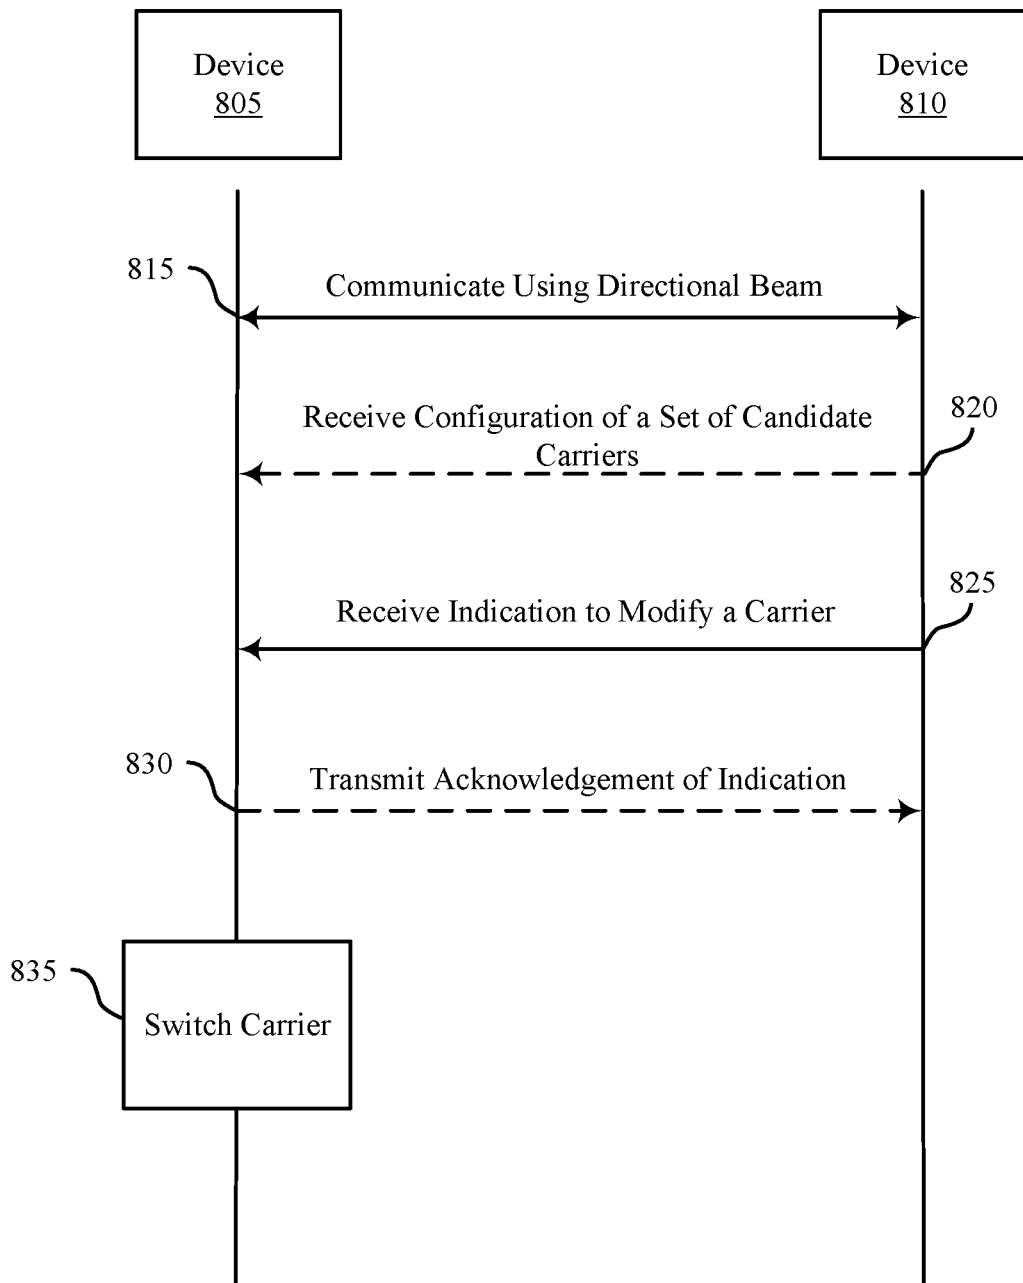 Device
805
Device
810
815
Communicate Using Directional Beam
820
Receive Configuration of a Set of Candidate
Carriers
825
Receive Indication to Modify a Carrier
830
Transmit Acknowledgement of Indication
835
Switch Carrier